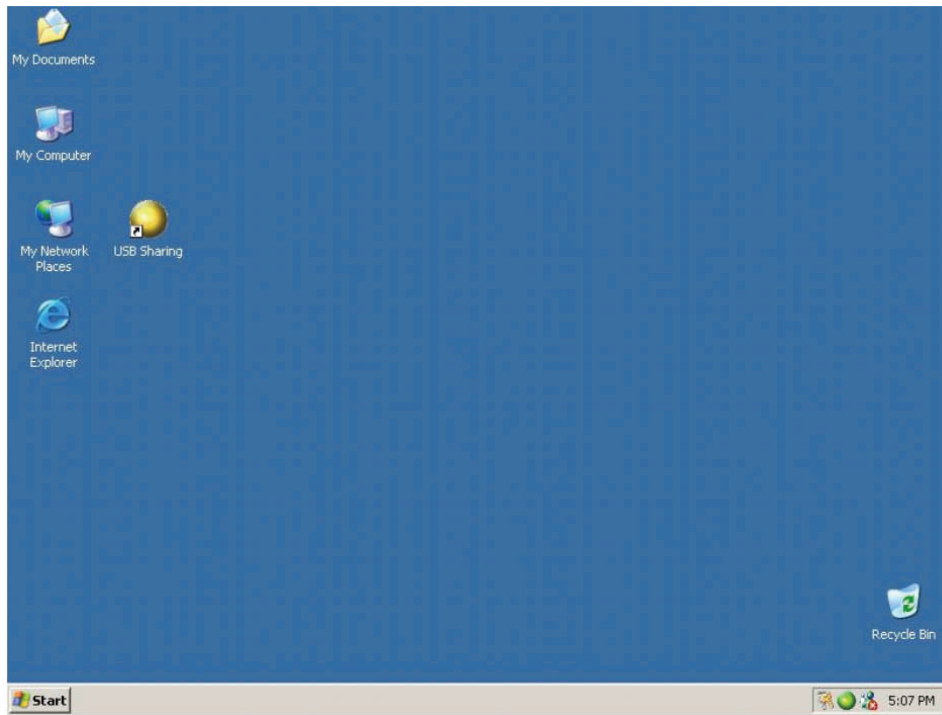 My Documents
My Computer
My Network
Places
USB Sharing
Internet
Explorer
Recycle Bin
Start
5:07 PM